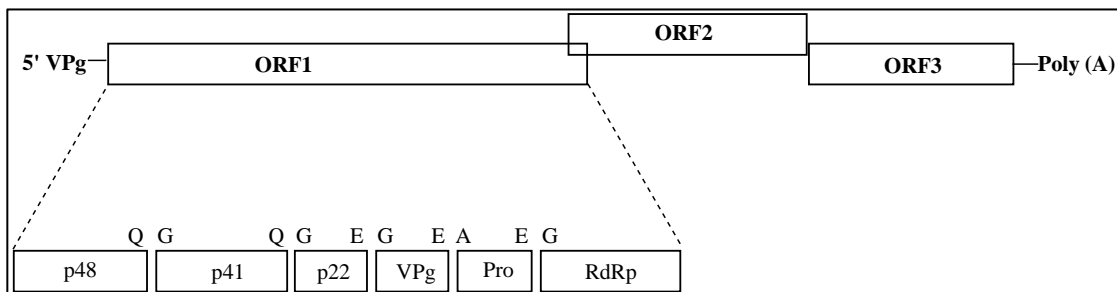 ORF2
5' VPg ORF1 ORF3 Poly (A)
Q G Q G E G E A E G
p48 p41 p22 VPg Pro RdRp